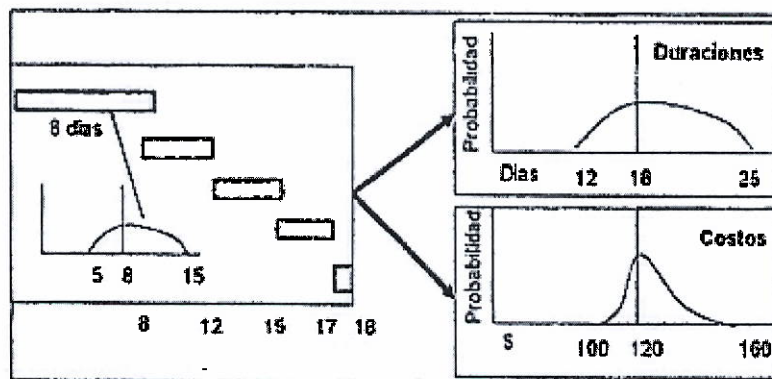 8 días
5 8 15
8 12 15 17 18
Duraciones
Probabilidad
Días 12 18 25
Costos
Probabilidad
$ 100 120 160